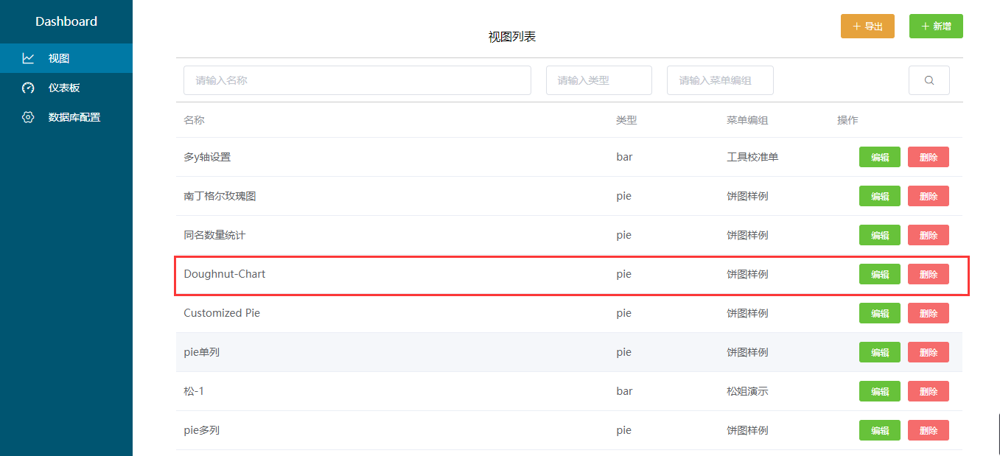 Dashboard
视图
仪表板
数据库配置
导出
新增
视图列表
请输入名称 请输入类型 请输入菜单编组
名称 类型 菜单编组 操作
多y轴设置 bar 工具校准单 编辑 删除
南丁格尔玫瑰图 pie 饼图样例 编辑 删除
同名数量统计 pie 饼图样例 编辑 删除
Doughnut-Chart pie 饼图样例 编辑 删除
Customized Pie pie 饼图样例 编辑 删除
pie单列 pie 饼图样例 编辑 删除
松-1 bar 松姐演示 编辑 删除
pie多列 pie 饼图样例 编辑 删除